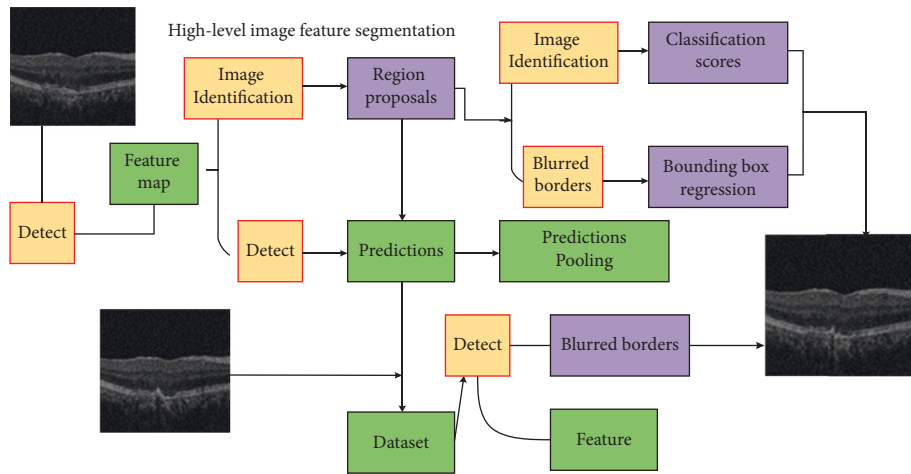 High-level image feature segmentation
Image
Identification
Region
proposals
Image
Identification
Classification
scores
Feature
map
Blurred
borders
Bounding box
regression
Detect
Detect
Predictions
Predictions
Pooling
Detect
Blurred borders
Dataset
Feature